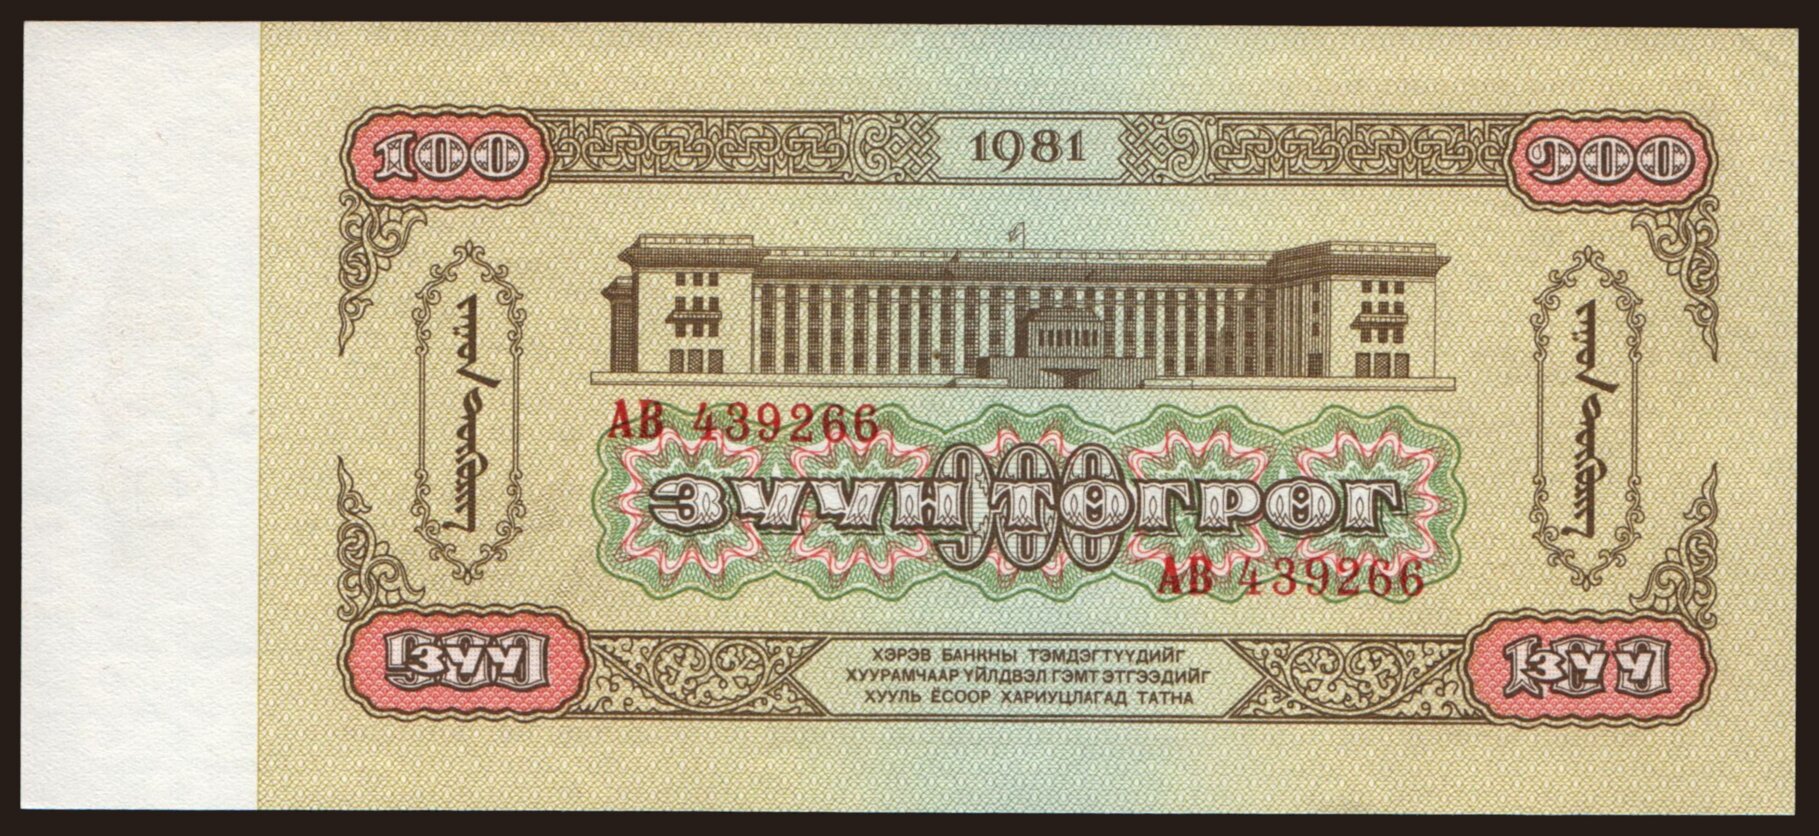 100
1981
᠑᠐᠐
АВ 439266
ЗУУН ТӨГРӨГ
АВ 439266
ЗУУ
ЗУУ
ХЭРЭВ БАНКНЫ ТЭМДЭГТҮҮДИЙГ
ХУУРАМЧААР ҮЙЛДВЭЛ ГЭМТ ЭТГЭЭДИЙГ
ХУУЛЬ ЁСООР ХАРИУЦЛАГАД ТАТНА